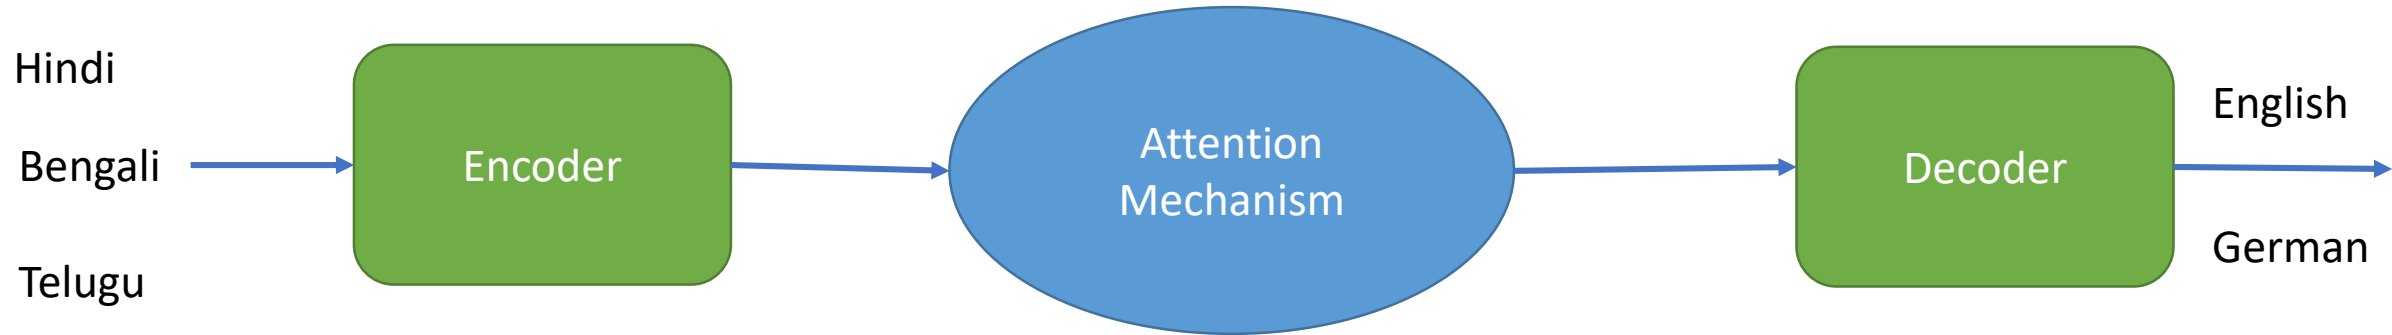 Hindi
Bengali
Telugu
Encoder
Attention
Mechanism
Decoder
English
German